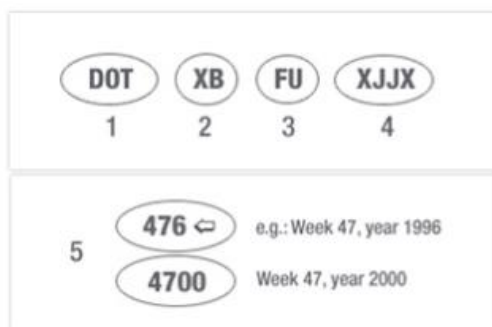 DOT XB FU XJJX
1 2 3 4
476 ⇦ e.g.: Week 47, year 1996
5
4700 Week 47, year 2000